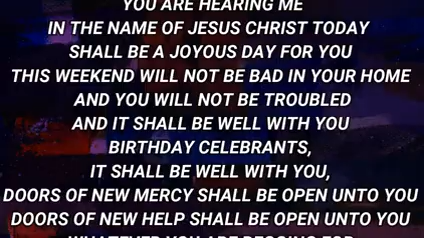 YOU ARE HEARING ME
IN THE NAME OF JESUS CHRIST TODAY
SHALL BE A JOYOUS DAY FOR YOU
THIS WEEKEND WILL NOT BE BAD IN YOUR HOME
AND YOU WILL NOT BE TROUBLED
AND IT SHALL BE WELL WITH YOU
BIRTHDAY CELEBRANTS,
IT SHALL BE WELL WITH YOU,
DOORS OF NEW MERCY SHALL BE OPEN UNTO YOU
DOORS OF NEW HELP SHALL BE OPEN UNTO YOU
WHATEVER YOU ARE